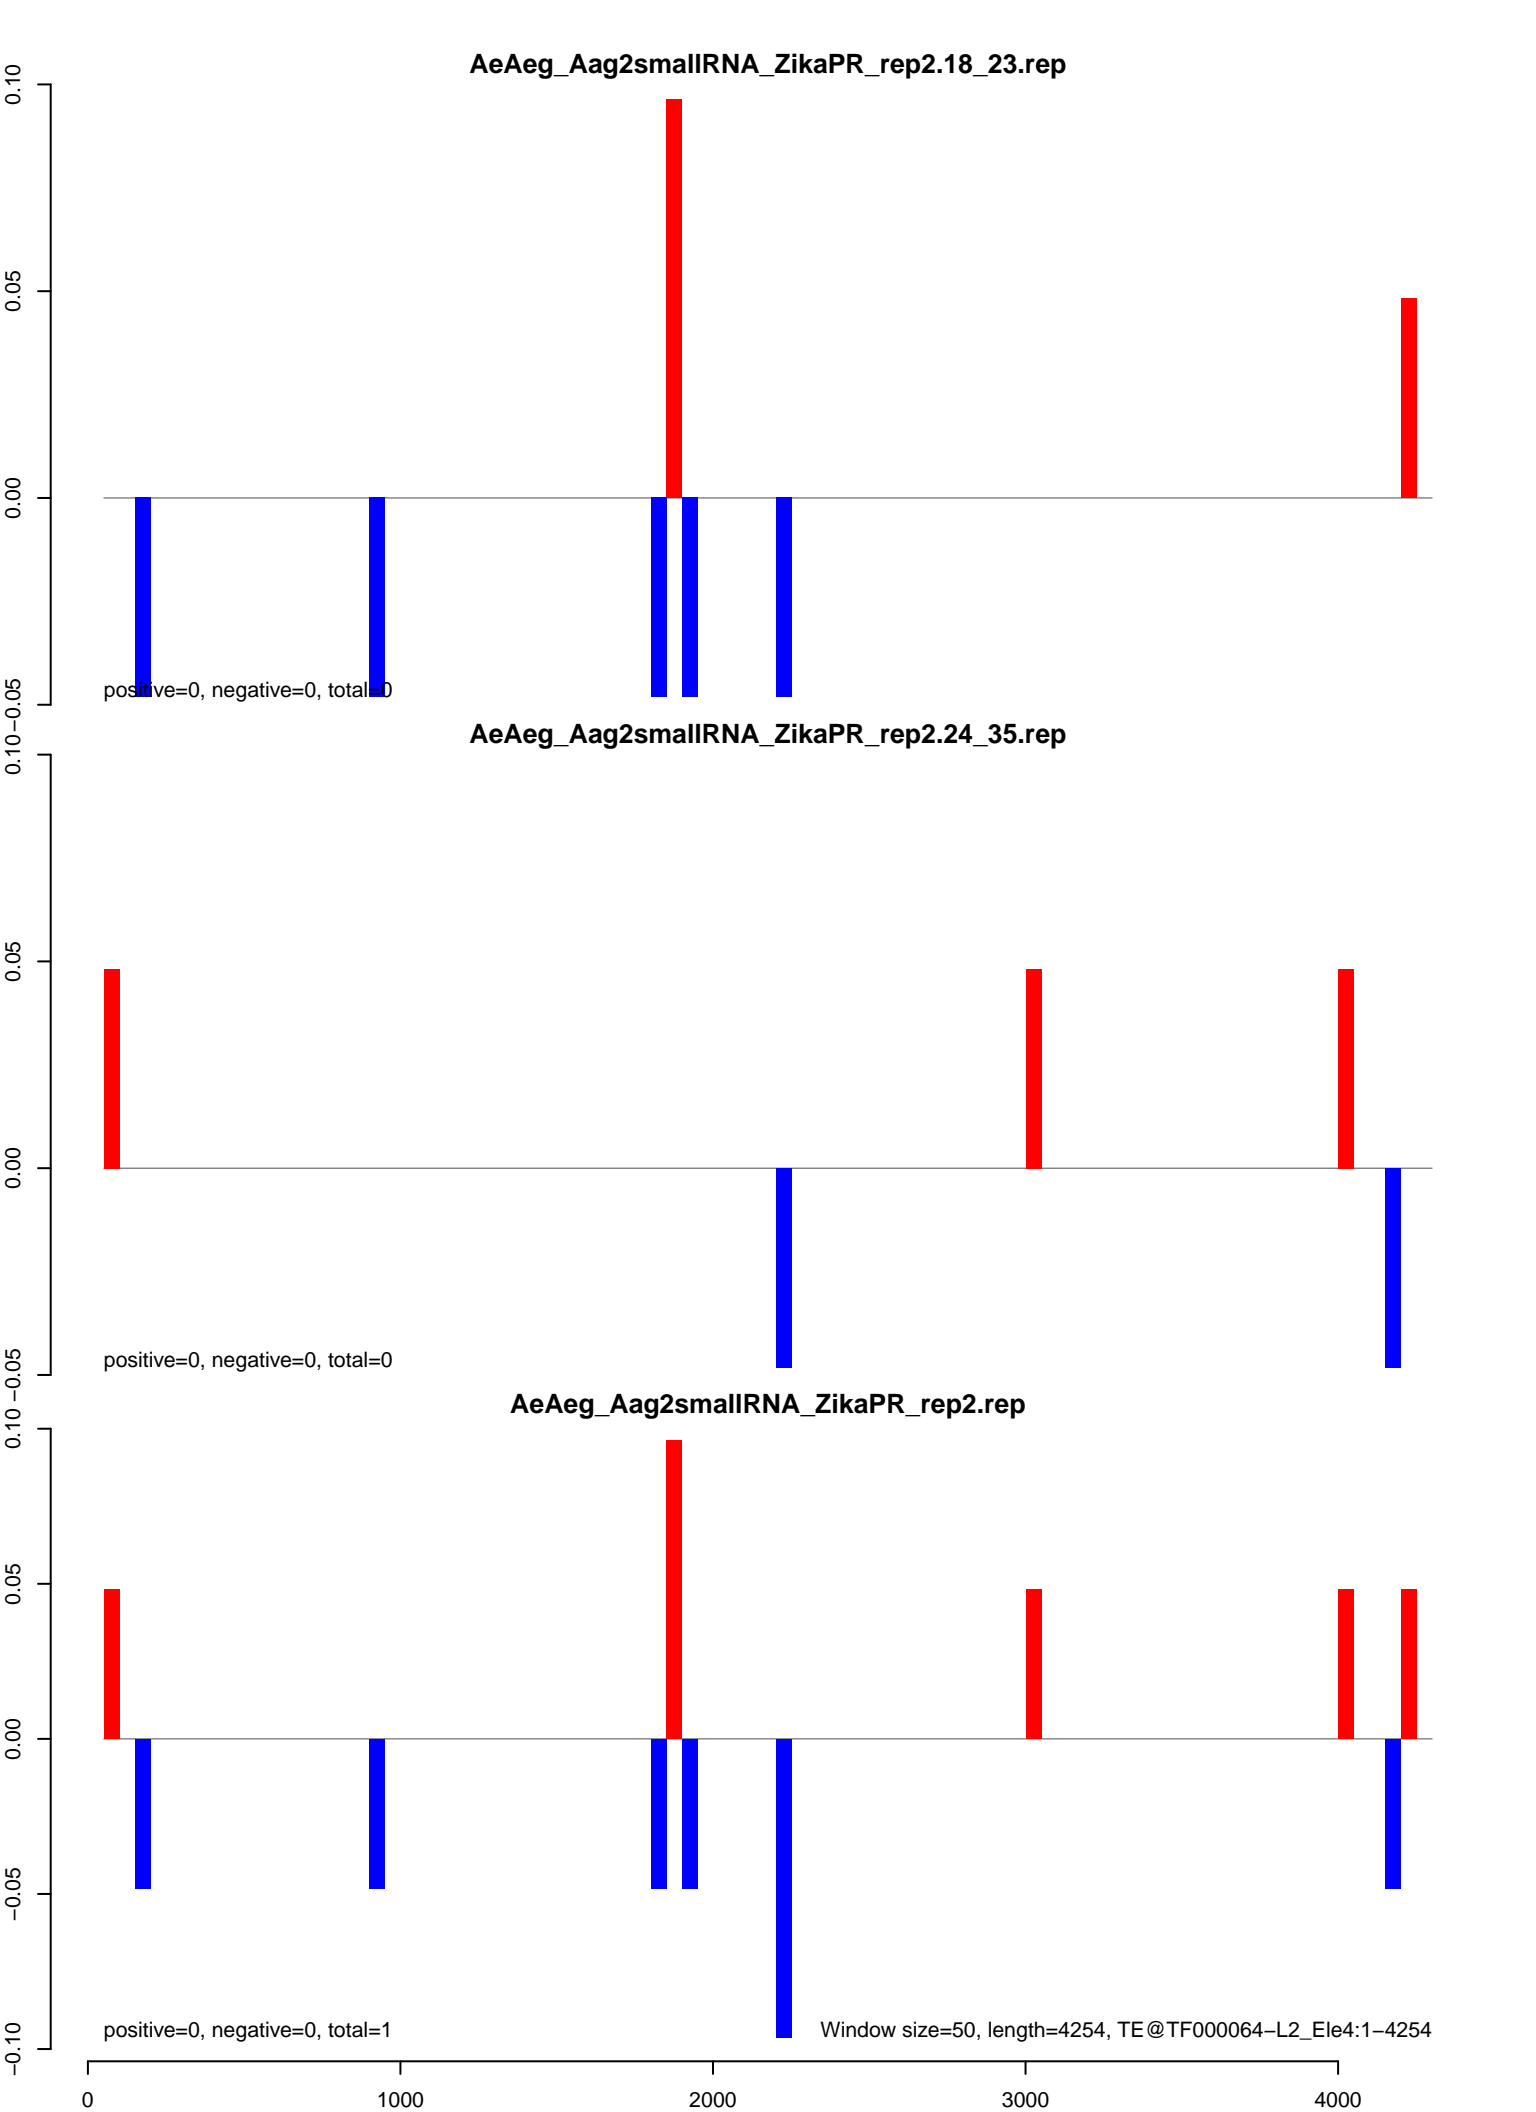 AeAeg_Aag2smallRNA_ZikaPR_rep2.18_23.rep
0.10
0.05
0.00
−0.05
positive=0, negative=0, total=0
AeAeg_Aag2smallRNA_ZikaPR_rep2.24_35.rep
0.10
0.05
0.00
−0.05
positive=0, negative=0, total=0
AeAeg_Aag2smallRNA_ZikaPR_rep2.rep
0.10
0.05
0.00
−0.05
−0.10
positive=0, negative=0, total=1
Window size=50, length=4254, TE@TF000064−L2_Ele4:1−4254
0 1000 2000 3000 4000